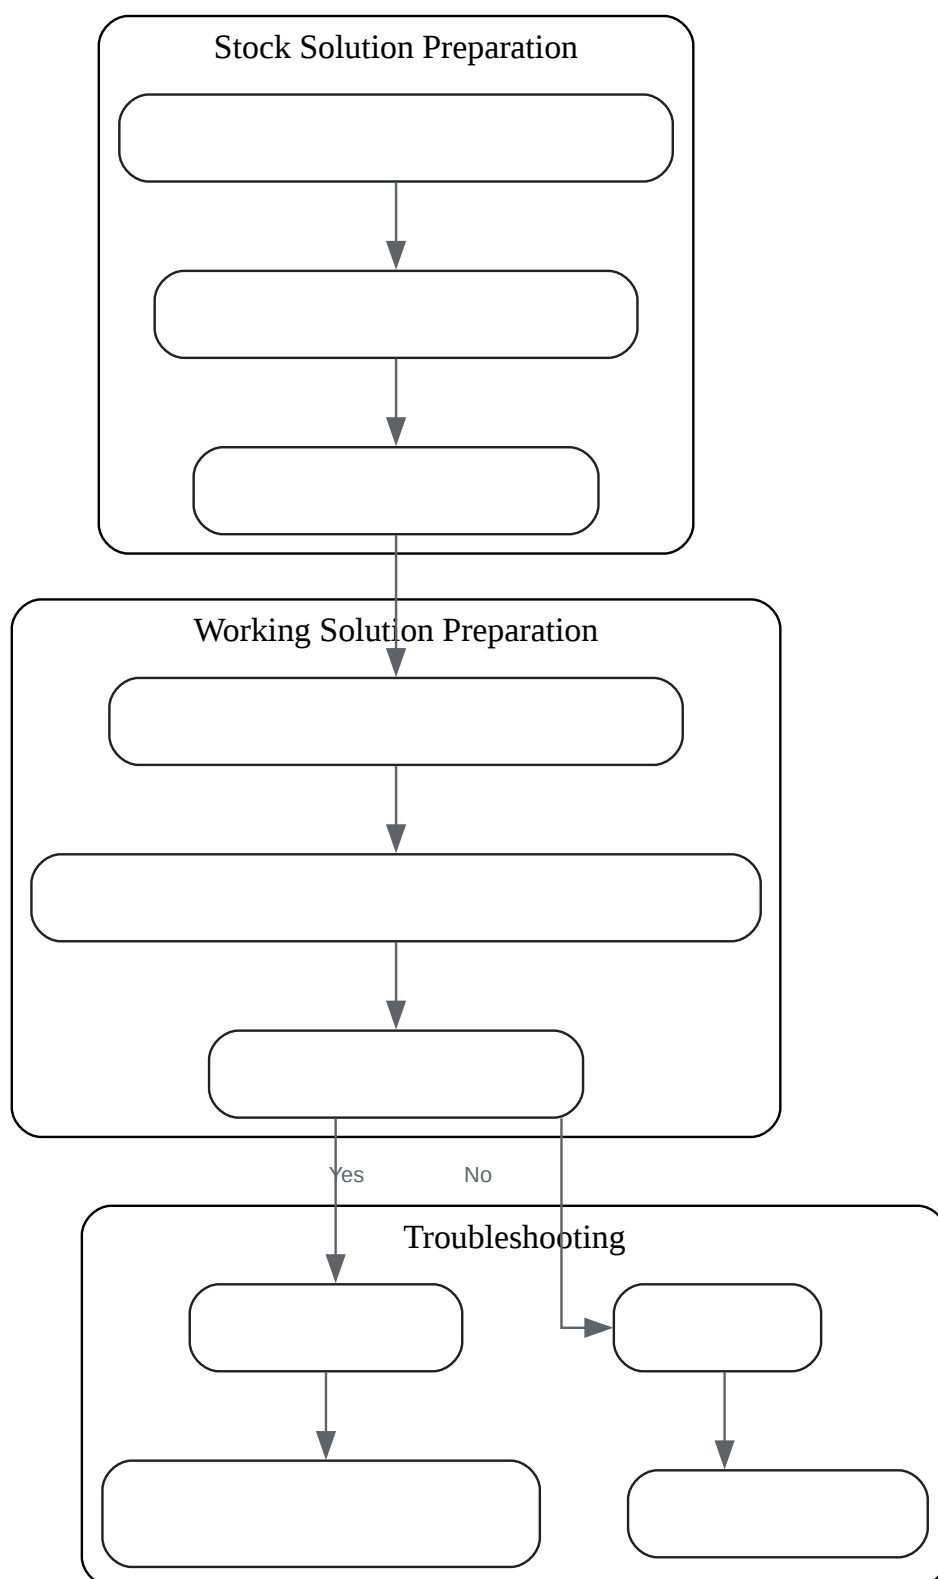 Stock Solution Preparation
Working Solution Preparation
Yes
No
Troubleshooting